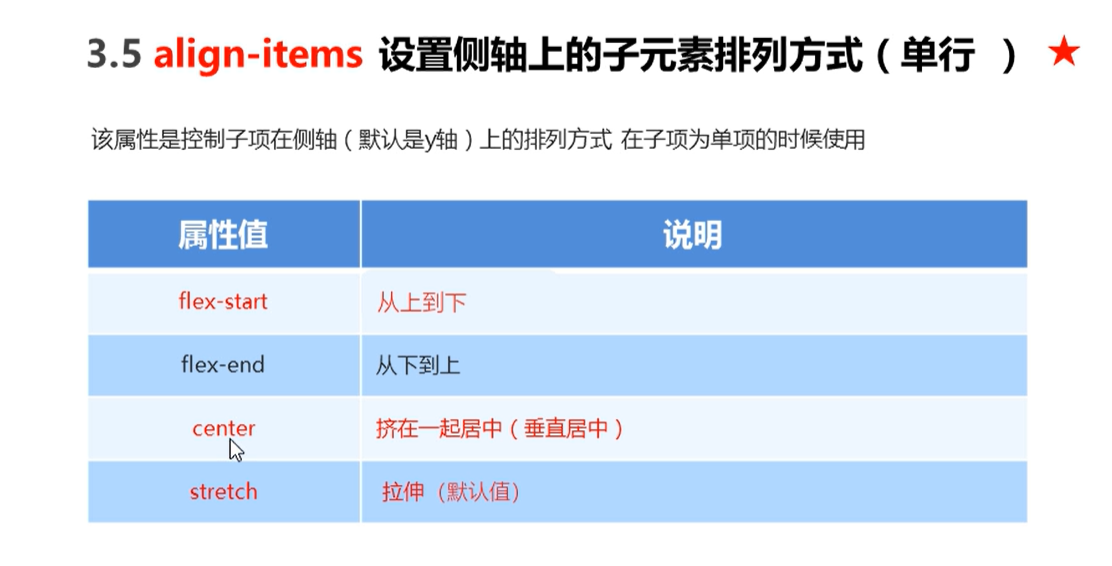 3.5 align-items 设置侧轴上的子元素排列方式（单行 ）
该属性是控制子项在侧轴（默认是y轴）上的排列方式 在子项为单项的时候使用
属性值 说明
flex-start 从上到下
flex-end 从下到上
center 挤在一起居中（垂直居中）
stretch 拉伸（默认值）